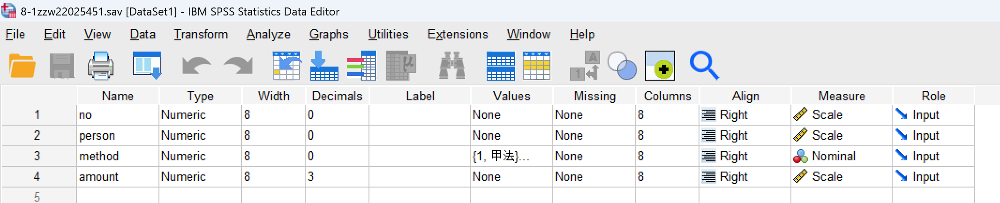 8-1zzw22025451.sav [DataSet1] - IBM SPSS Statistics Data Editor
File Edit View Data Transform Analyze Graphs Utilities Extensions Window Help
A
μ
1
Name Type Width Decimals Label Values Missing Columns Align Measure Role
1 no Numeric 8 0 None None 8 Right Scale Input
2 person Numeric 8 0 None None 8 Right Scale Input
3 method Numeric 8 0 {1, 甲法}... None 8 Right Nominal Input
4 amount Numeric 8 3 None None 8 Right Scale Input
5